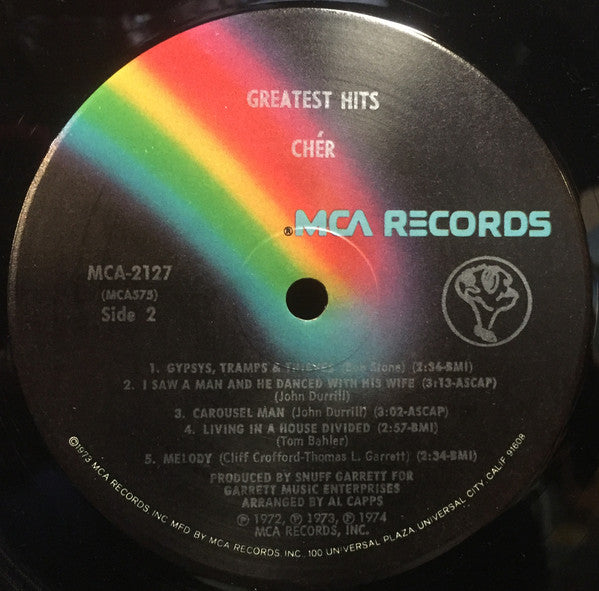 GREATEST HITS
CHÉR
®MCA RECORDS
MCA-2127
(MCA575)
Side 2
1. GYPSYS, TRAMPS & THIEVES (Bob Stone) (2:34-BMI)
2. I SAW A MAN AND HE DANCED WITH HIS WIFE (3:13-ASCAP)
(John Durrill)
3. CAROUSEL MAN (John Durrill) (3:02-ASCAP)
4. LIVING IN A HOUSE DIVIDED (2:57-BMI)
(Tom Bahler)
5. MELODY (Cliff Crofford-Thomas L. Garrett) (2:34-BMI)
PRODUCED BY SNUFF GARRETT FOR
GARRETT MUSIC ENTERPRISES
ARRANGED BY AL CAPPS
℗ 1972, ℗ 1973, ℗ 1974
MCA RECORDS, INC.
©1973 MCA RECORDS, INC. MFD. BY MCA RECORDS, INC., 100 UNIVERSAL PLAZA, UNIVERSAL CITY, CALIF. 91608